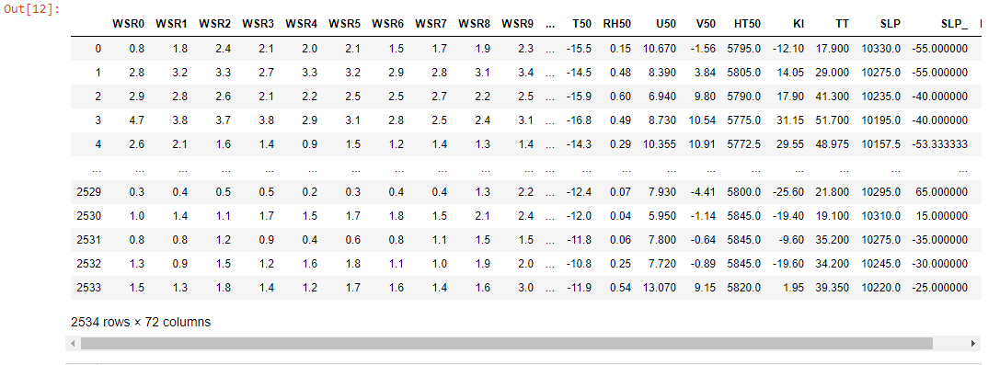 Out[12]:
WSR0 WSR1 WSR2 WSR3 WSR4 WSR5 WSR6 WSR7 WSR8 WSR9 ... T50 RH50 U50 V50 HT50 KI TT SLP SLP_
0 0.8 1.8 2.4 2.1 2.0 2.1 1.5 1.7 1.9 2.3 ... -15.5 0.15 10.670 -1.56 5795.0 -12.10 17.900 10330.0 -55.000000
1 2.8 3.2 3.3 2.7 3.3 3.2 2.9 2.8 3.1 3.4 ... -14.5 0.48 8.390 3.84 5805.0 14.05 29.000 10275.0 -55.000000
2 2.9 2.8 2.6 2.1 2.2 2.5 2.5 2.7 2.2 2.5 ... -15.9 0.60 6.940 9.80 5790.0 17.90 41.300 10235.0 -40.000000
3 4.7 3.8 3.7 3.8 2.9 3.1 2.8 2.5 2.4 3.1 ... -16.8 0.49 8.730 10.54 5775.0 31.15 51.700 10195.0 -40.000000
4 2.6 2.1 1.6 1.4 0.9 1.5 1.2 1.4 1.3 1.4 ... -14.3 0.29 10.355 10.91 5772.5 29.55 48.975 10157.5 -53.333333
... ... ... ... ... ... ... ... ... ... ... ... ... ... ... ... ... ... ... ... ...
2529 0.3 0.4 0.5 0.5 0.2 0.3 0.4 0.4 1.3 2.2 ... -12.4 0.07 7.930 -4.41 5800.0 -25.60 21.800 10295.0 65.000000
2530 1.0 1.4 1.1 1.7 1.5 1.7 1.8 1.5 2.1 2.4 ... -12.0 0.04 5.950 -1.14 5845.0 -19.40 19.100 10310.0 15.000000
2531 0.8 0.8 1.2 0.9 0.4 0.6 0.8 1.1 1.5 1.5 ... -11.8 0.06 7.800 -0.64 5845.0 -9.60 35.200 10275.0 -35.000000
2532 1.3 0.9 1.5 1.2 1.6 1.8 1.1 1.0 1.9 2.0 ... -10.8 0.25 7.720 -0.89 5845.0 -19.60 34.200 10245.0 -30.000000
2533 1.5 1.3 1.8 1.4 1.2 1.7 1.6 1.4 1.6 3.0 ... -11.9 0.54 13.070 9.15 5820.0 1.95 39.350 10220.0 -25.000000
2534 rows × 72 columns